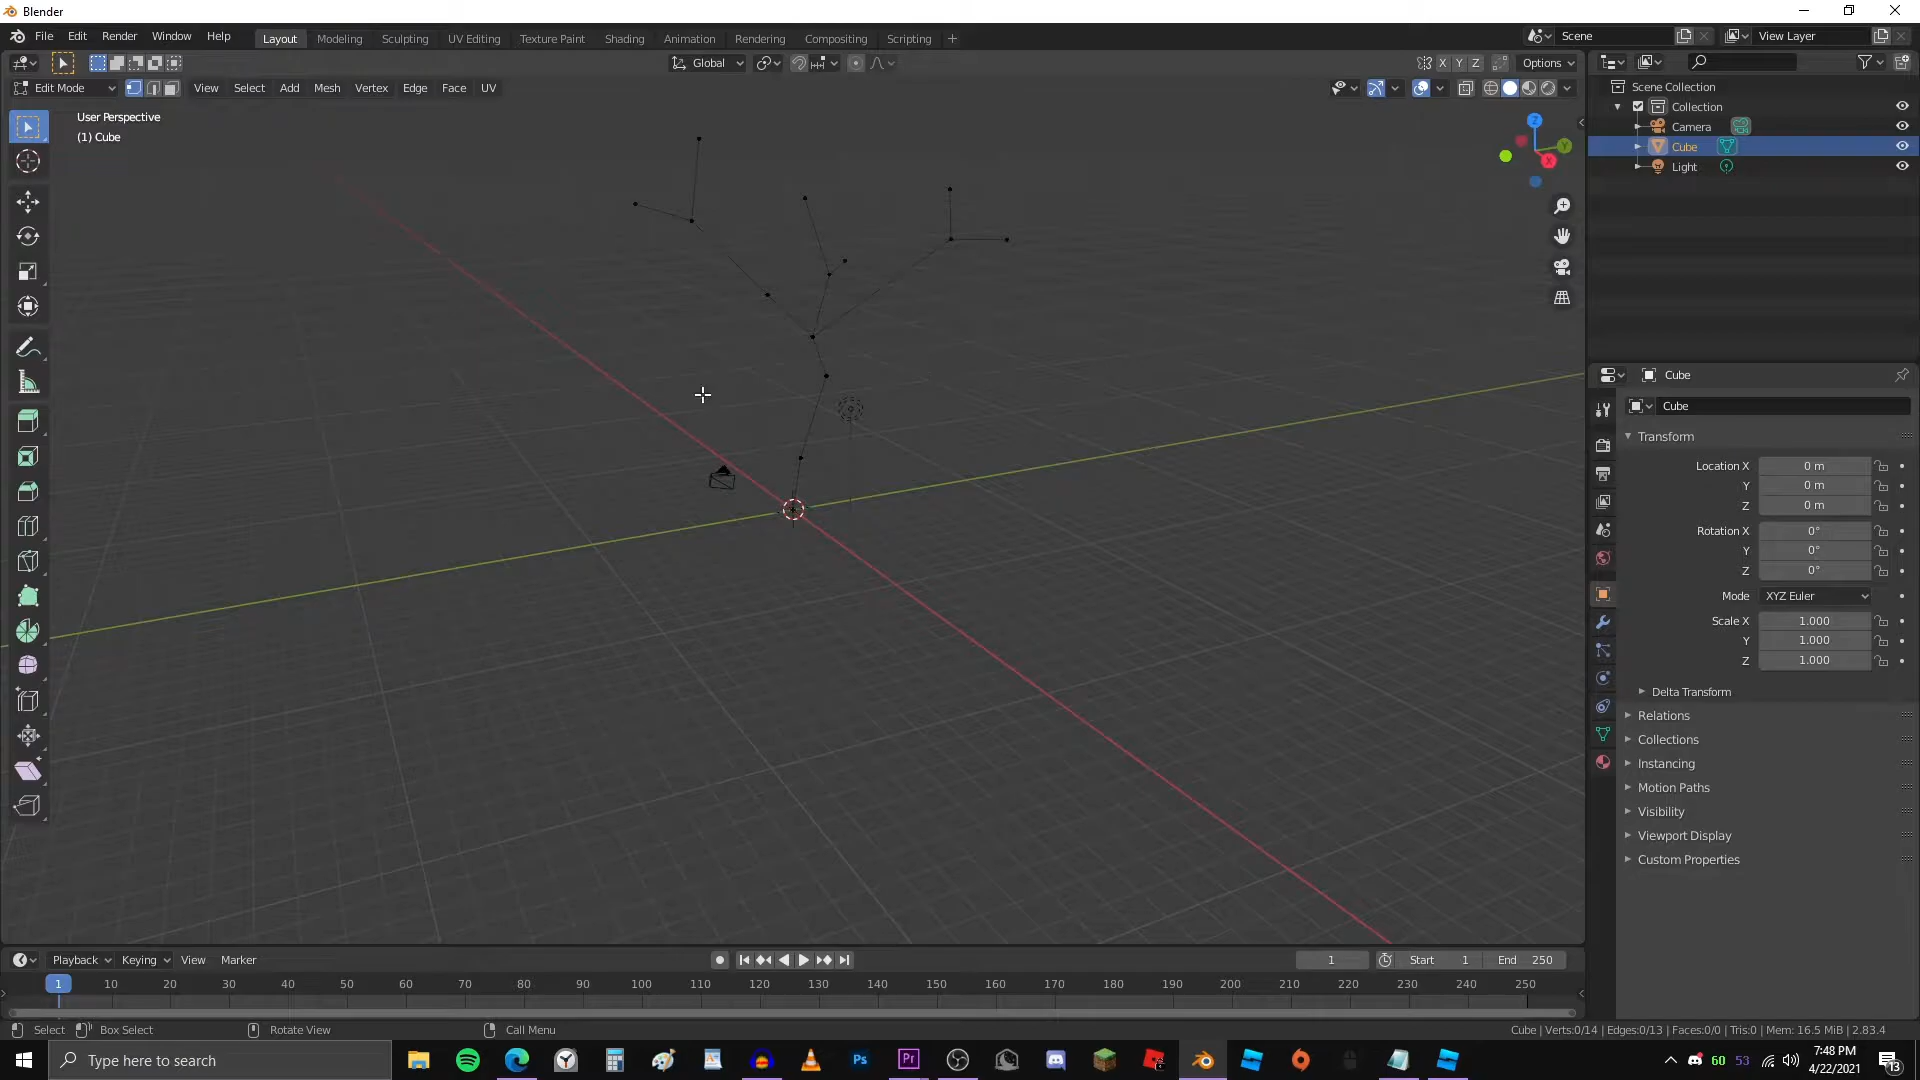 Blender
File Edit Render Window Help
Layout Modeling Sculpting UV Editing Texture Paint Shading Animation Rendering Compositing Scripting +
Scene
View Layer
Global
X Y Z
Options
Edit Mode
View Select Add Mesh Vertex Edge Face UV
User Perspective
(1) Cube
Z
Y
X
Scene Collection
Collection
Camera
Cube
Light
Cube
Cube
Transform
Location X 0 m
Y 0 m
Z 0 m
Rotation X 0°
Y 0°
Z 0°
Mode XYZ Euler
Scale X 1.000
Y 1.000
Z 1.000
Delta Transform
Relations
Collections
Instancing
Motion Paths
Visibility
Viewport Display
Custom Properties
Playback Keying View Marker
1
Start 1
End 250
1 10 20 30 40 50 60 70 80 90 100 110 120 130 140 150 160 170 180 190 200 210 220 230 240 250
Select Box Select Rotate View Call Menu
Cube | Verts:0/14 | Edges:0/13 | Faces:0/0 | Tris:0 | Mem: 16.5 MiB | 2.83.4
Type here to search
Ps
Pr
60 53
7:48 PM
4/22/2021
13